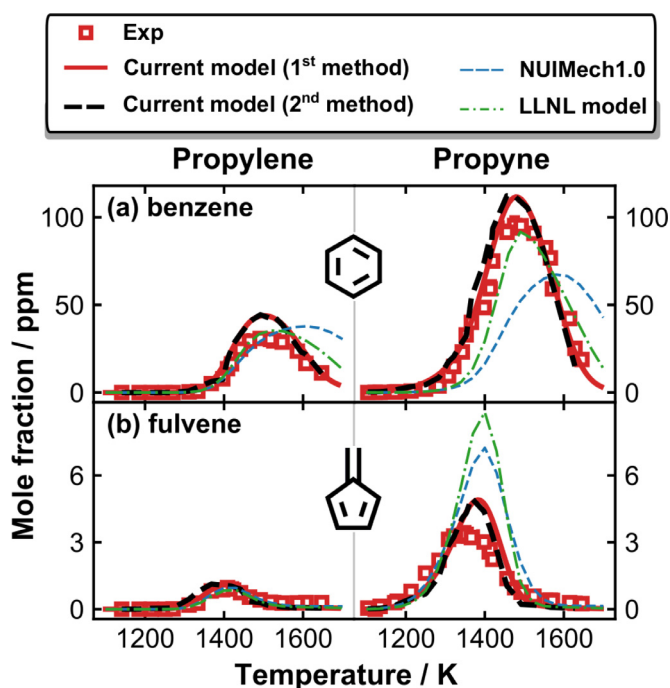 Exp
Current model (1st method)
NUIMech1.0
Current model (2nd method)
LLNL model
Propylene
Propyne
(a) benzene
100
50
0
100
50
0
(b) fulvene
6
3
0
6
3
0
1200 1400 1600
1200 1400 1600
Mole fraction / ppm
Temperature / K